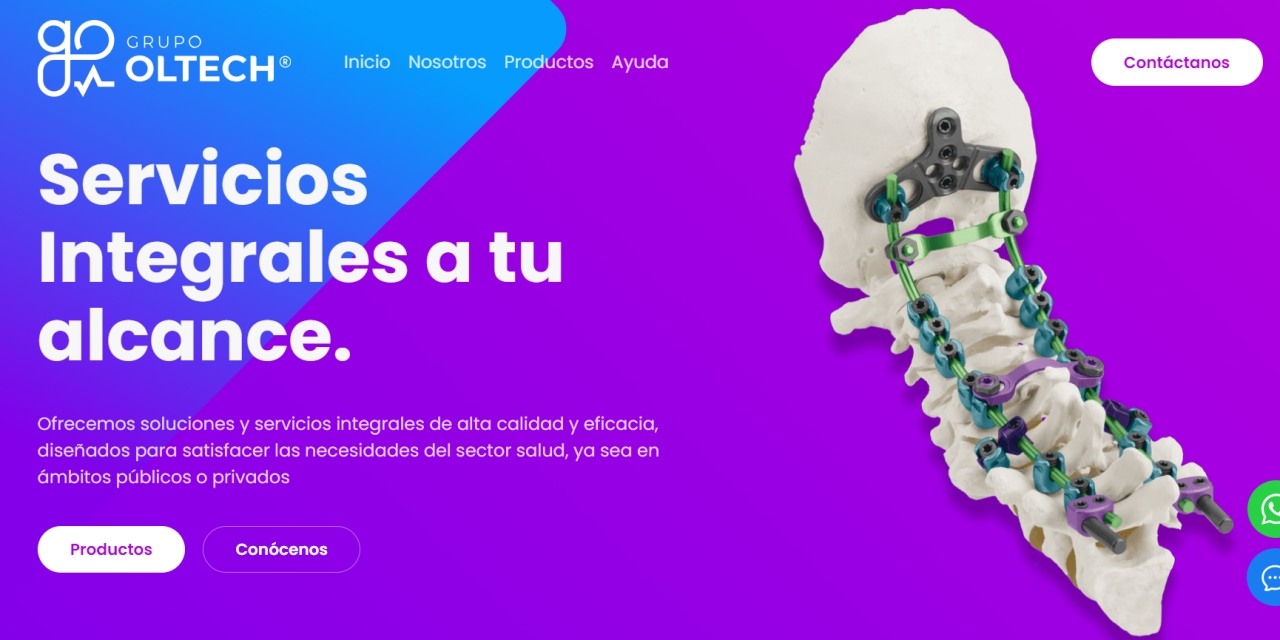 GRUPO
OLTECH®
Inicio Nosotros Productos Ayuda
Contáctanos
Servicios
Integrales a tu
alcance.
Ofrecemos soluciones y servicios integrales de alta calidad y eficacia,
diseñados para satisfacer las necesidades del sector salud, ya sea en
ámbitos públicos o privados
Productos
Conócenos